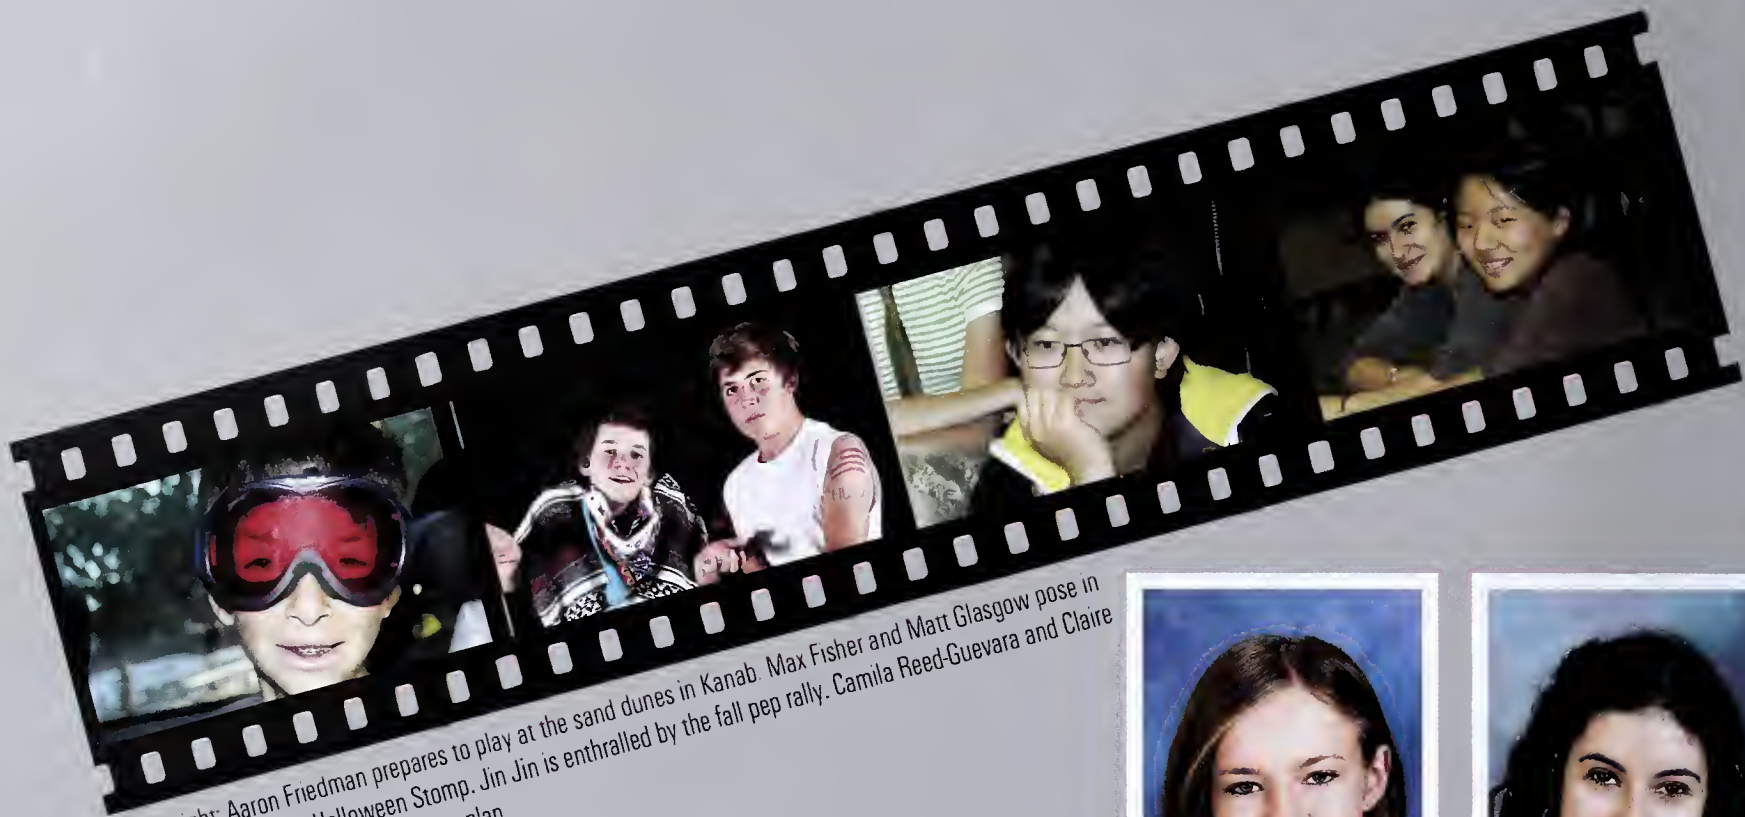 Aaron Friedman prepares to play at the sand dunes in Kanab. Max Fisher and Matt Glasgow pose in
Halloween Stomp. Jin Jin is enthralled by the fall pep rally. Camila Reed-Guevara and Claire
plan